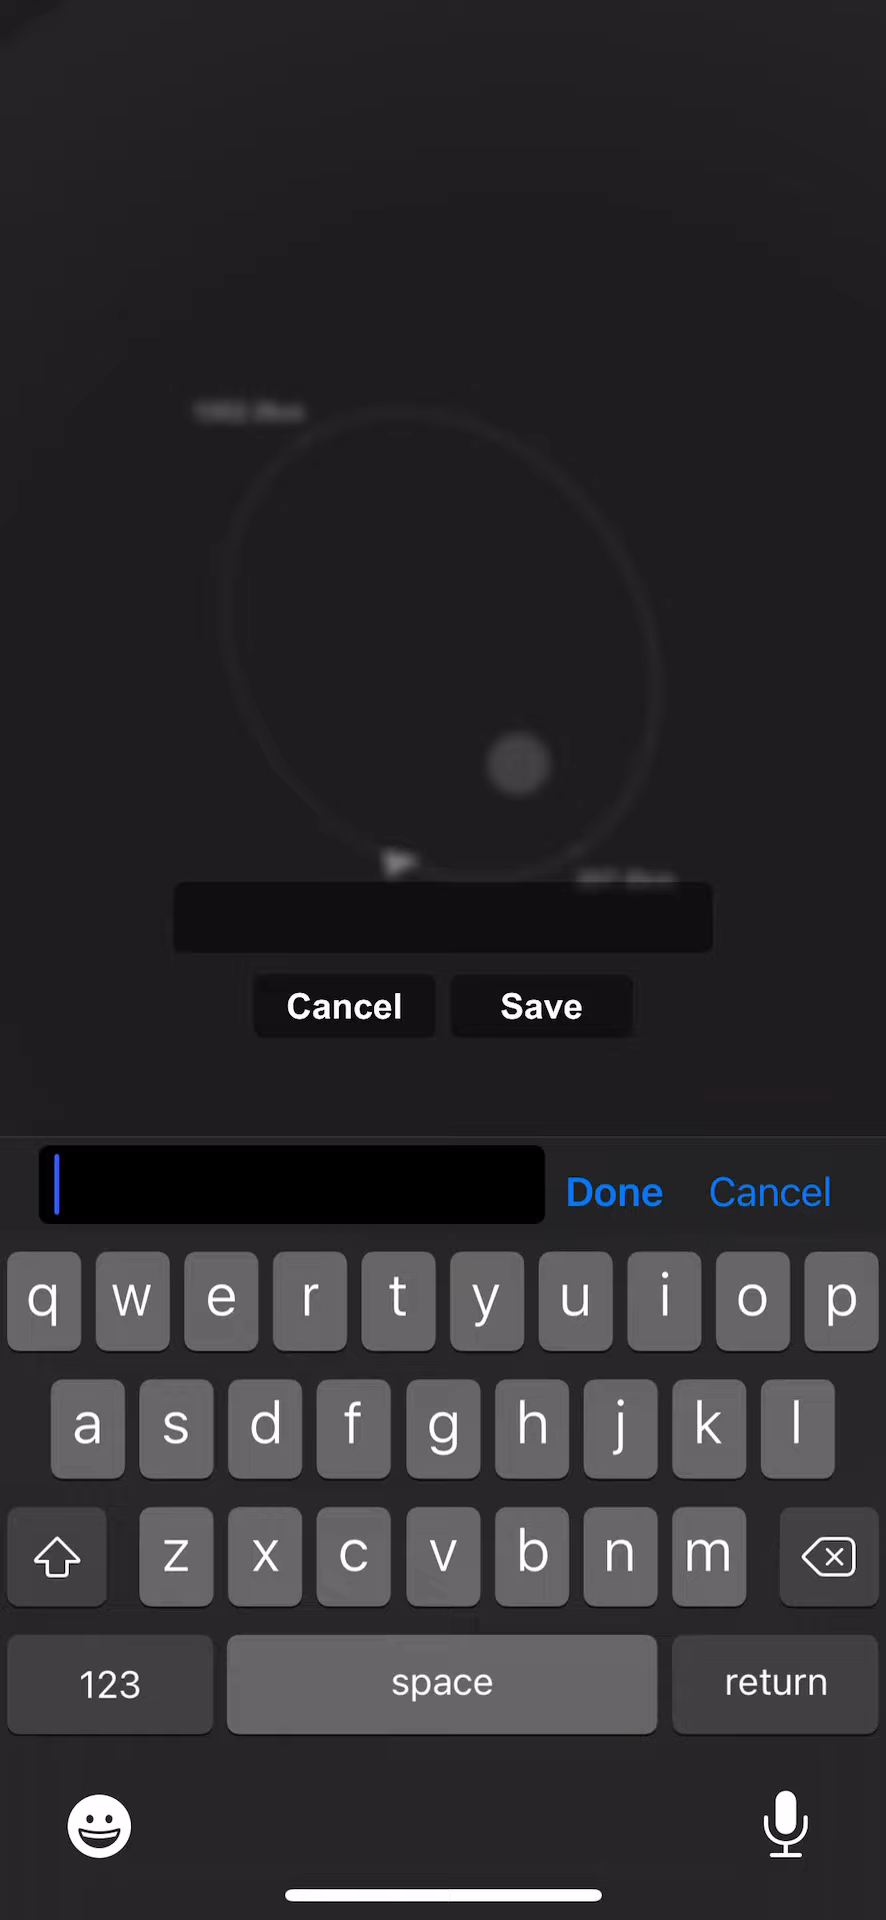 Cancel Save
Done Cancel
q w e r t y u i o p
a s d f g h j k l
z x c v b n m
123 space return